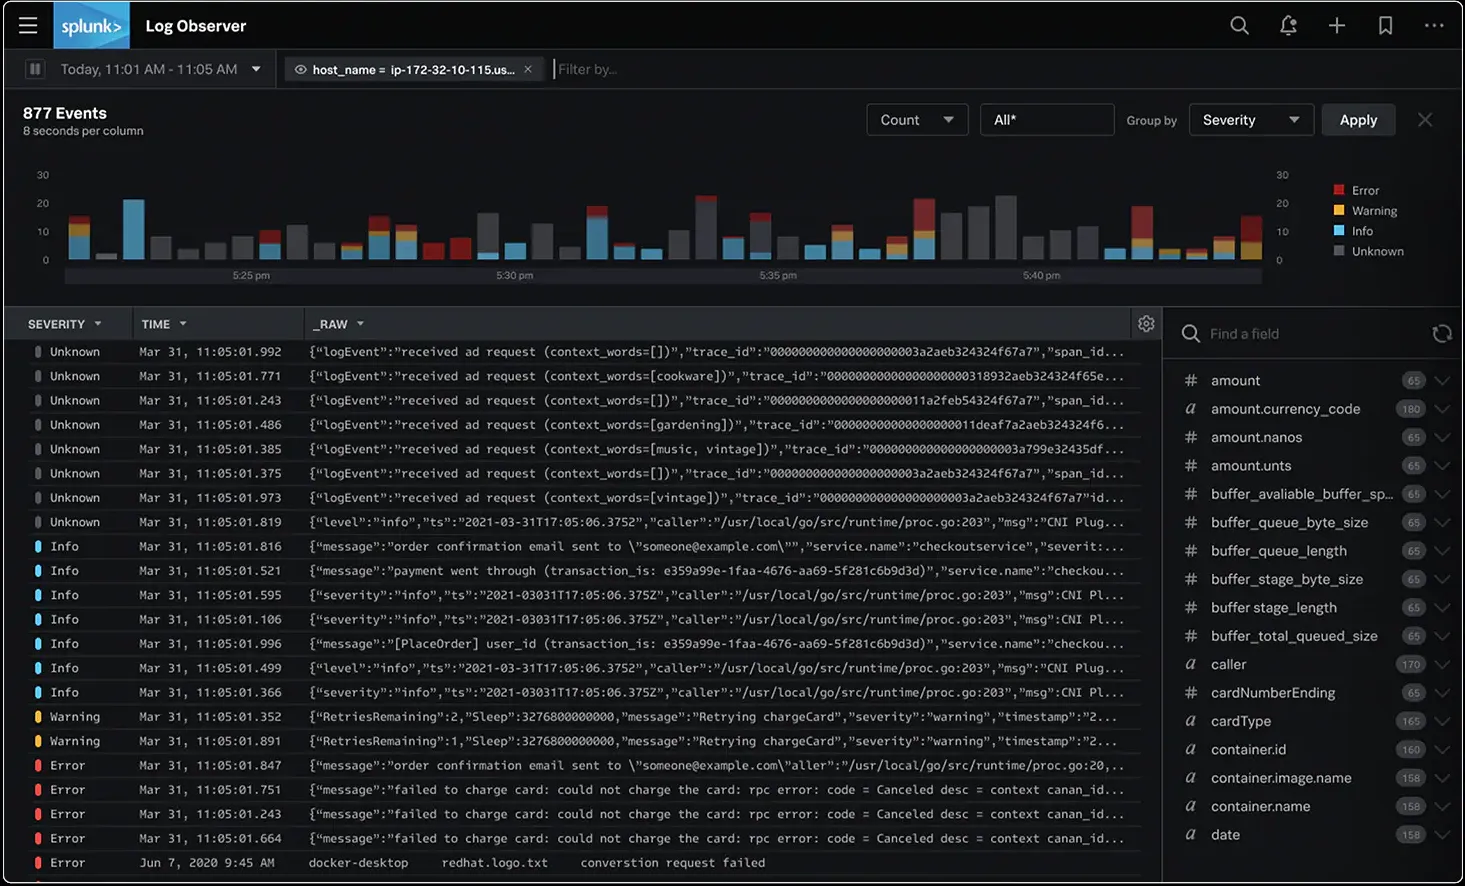 splunk> Log Observer
Today, 11:01 AM - 11:05 AM host_name = ip-172-32-10-115.us... × Filter by...
877 Events
8 seconds per column
Count All* Group by Severity Apply
30 30
20 20
10 10
0 0
5:25 pm 5:30 pm 5:35 pm 5:40 pm
Error
Warning
Info
Unknown
SEVERITY TIME _RAW
Unknown Mar 31, 11:05:01.992 {“logEvent":"received ad request (context_words=[])","trace_id":"00000000000000000003a2aeb324324f67a7","span_id...
Unknown Mar 31, 11:05:01.771 {“logEvent":"received ad request (context_words=[cookware])","trace_id":"0000000000000000000318932aeb324324f65e...
Unknown Mar 31, 11:05:01.243 {“logEvent":"received ad request (context_words=[])","trace_id":"000000000000000000011a2feb54324f67a7","span_id...
Unknown Mar 31, 11:05:01.486 {“logEvent":"received ad request (context_words=[gardening])","trace_id":"00000000000000000011deaf7a2aeb324324f6...
Unknown Mar 31, 11:05:01.385 {“logEvent":"received ad request (context_words=[music, vintage])","trace_id":"00000000000000000003a799e32435df...
Unknown Mar 31, 11:05:01.375 {“logEvent":"received ad request (context_words=[])","trace_id":"00000000000000000003a2aeb324324f67a7","span_id...
Unknown Mar 31, 11:05:01.973 {“logEvent":"received ad request (context_words=[vintage])","trace_id":"00000000000000000003a2aeb324324f67a7"id...
Unknown Mar 31, 11:05:01.819 {“level":"info","ts":"2021-03-31T17:05:06.3752","caller":"/usr/local/go/src/runtime/proc.go:203","msg":"CNI Plug...
Info Mar 31, 11:05:01.816 {“message":"order confirmation email sent to \"someone@example.com\"","service.name":"checkoutservice","severit:...
Info Mar 31, 11:05:01.521 {“message":"payment went through (transaction_is: e359a99e-1faa-4676-aa69-5f281c6b9d3d)","service.name":"checkou...
Info Mar 31, 11:05:01.595 {“severity":"info","ts":"2021-03031T17:05:06.375Z","caller":"/usr/local/go/src/runtime/proc.go:203","msg":CNI Pl...
Info Mar 31, 11:05:01.106 {“severity":"info","ts":"2021-03031T17:05:06.375Z","caller":"/usr/local/go/src/runtime/proc.go:203","msg":CNI Pl...
Info Mar 31, 11:05:01.996 {“message":"[PlaceOrder] user_id (transaction_is: e359a99e-1faa-4676-aa69-5f281c6b9d3d)","service.name":"checkou...
Info Mar 31, 11:05:01.499 {“level":"info","ts":"2021-03-31T17:05:06.3752","caller":"/usr/local/go/src/runtime/proc.go:203","msg":"CNI Plug...
Info Mar 31, 11:05:01.366 {“severity":"info","ts":"2021-03031T17:05:06.375Z","caller":"/usr/local/go/src/runtime/proc.go:203","msg":CNI Pl...
Warning Mar 31, 11:05:01.352 {“RetriesRemaining":2,"Sleep":3276800000000,"message":"Retrying chargeCard","severity":"warning","timestamp":"2...
Warning Mar 31, 11:05:01.891 {“RetriesRemaining":1,"Sleep":3276800000000,"message":"Retrying chargeCard","severity":"warning","timestamp":"2...
Error Mar 31, 11:05:01.847 {“message":"order confirmation email sent to \"someone@example.com\"aller":"/usr/local/go/src/runtime/proc.go:20,...
Error Mar 31, 11:05:01.751 {“message":"failed to charge card: could not charge the card: rpc error: code = Canceled desc = context canan_id...
Error Mar 31, 11:05:01.243 {“message":"failed to charge card: could not charge the card: rpc error: code = Canceled desc = context canan_id...
Error Mar 31, 11:05:01.664 {“message":"failed to charge card: could not charge the card: rpc error: code = Canceled desc = context canan_id...
Error Jun 7, 2020 9:45 AM docker-desktop redhat.logo.txt converstion request failed
Find a field
# amount 65
a amount.currency_code 180
# amount.nanos 65
# amount.unts 65
# buffer_avaliable_buffer_sp... 65
# buffer_queue_byte_size 65
# buffer_queue_length 65
# buffer_stage_byte_size 65
# buffer stage_length 65
# buffer_total_queued_size 65
a caller 170
# cardNumberEnding 65
a cardType 165
a container.id 160
a container.image.name 158
a container.name 158
a date 158